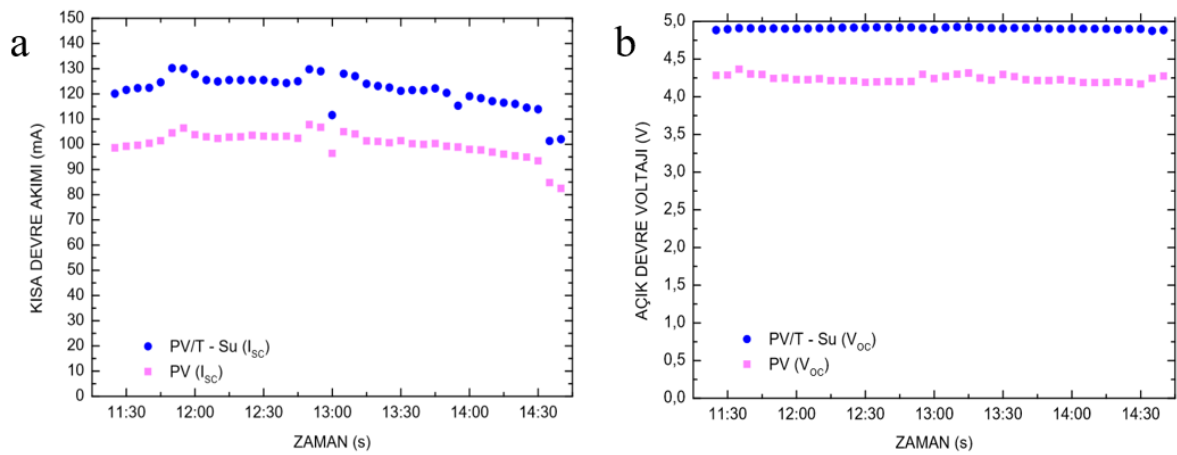 a
150
140
130
120
110
100
90
80
70
60
50
40
30
20
10
0
KISA DEVRE AKIMI (mA)
PV/T - Su (I_SC)
PV (I_SC)
11:30 12:00 12:30 13:00 13:30 14:00 14:30
ZAMAN (s)
b
5,0
4,5
4,0
3,5
3,0
2,5
2,0
1,5
1,0
0,5
0,0
AÇIK DEVRE VOLTAJI (V)
PV/T - Su (V_OC)
PV (V_OC)
11:30 12:00 12:30 13:00 13:30 14:00 14:30
ZAMAN (s)